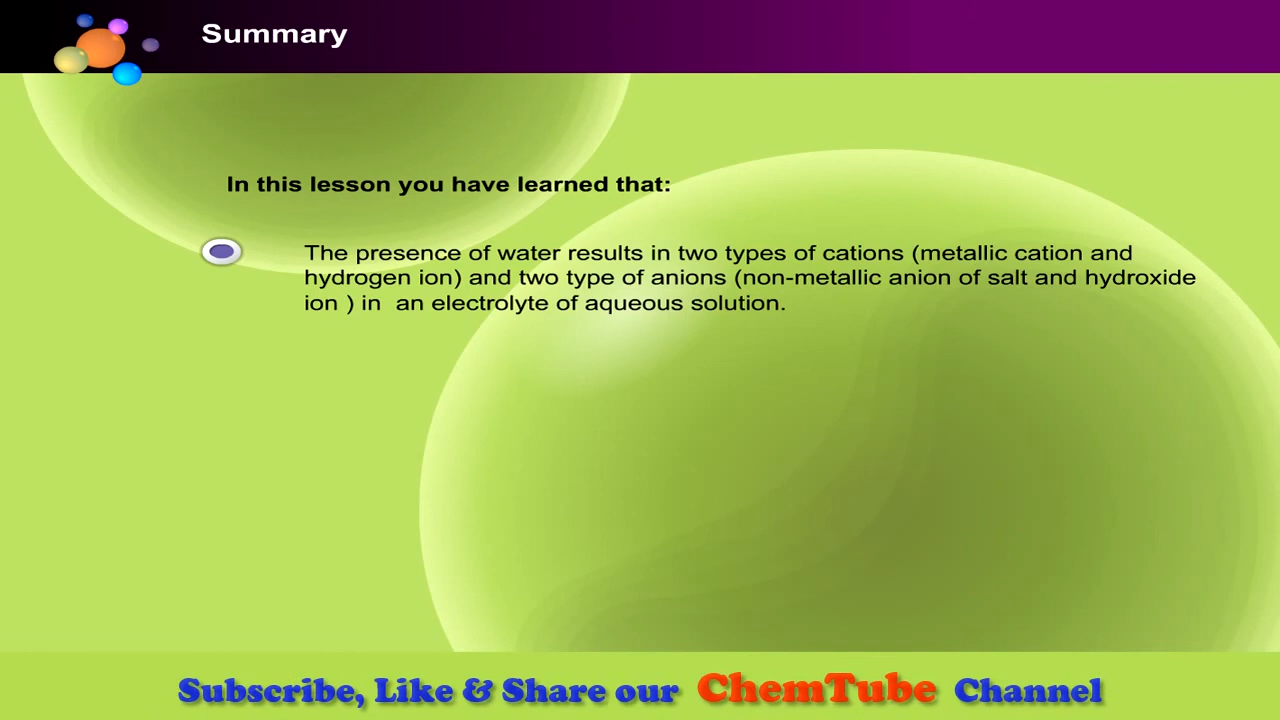 Summary
In this lesson you have learned that:
The presence of water results in two types of cations (metallic cation and
hydrogen ion) and two type of anions (non-metallic anion of salt and hydroxide
ion ) in  an electrolyte of aqueous solution.
Subscribe, Like & Share our ChemTube Channel